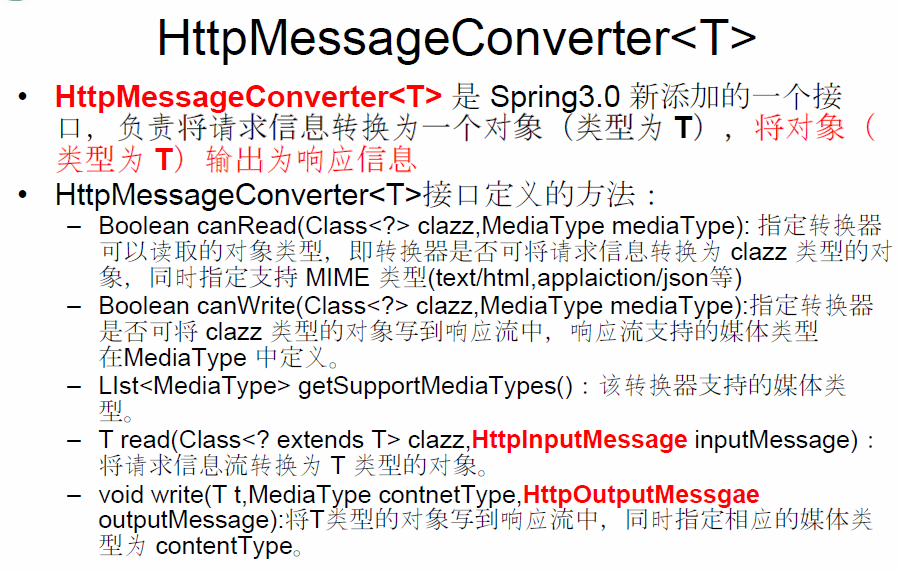 HttpMessageConverter<T>
• HttpMessageConverter<T> 是 Spring3.0 新添加的一个接
口，负责将请求信息转换为一个对象（类型为 T），将对象（
类型为 T）输出为响应信息
• HttpMessageConverter<T>接口定义的方法：
– Boolean canRead(Class<?> clazz,MediaType mediaType): 指定转换器
可以读取的对象类型，即转换器是否可将请求信息转换为 clazz 类型的对
象，同时指定支持 MIME 类型(text/html,applaiction/json等)
– Boolean canWrite(Class<?> clazz,MediaType mediaType):指定转换器
是否可将 clazz 类型的对象写到响应流中，响应流支持的媒体类型
在MediaType 中定义。
– LIst<MediaType> getSupportMediaTypes()：该转换器支持的媒体类
型。
– T read(Class<? extends T> clazz,HttpInputMessage inputMessage)：
将请求信息流转换为 T 类型的对象。
– void write(T t,MediaType contnetType,HttpOutputMessgae
outputMessage):将T类型的对象写到响应流中，同时指定相应的媒体类
型为 contentType。